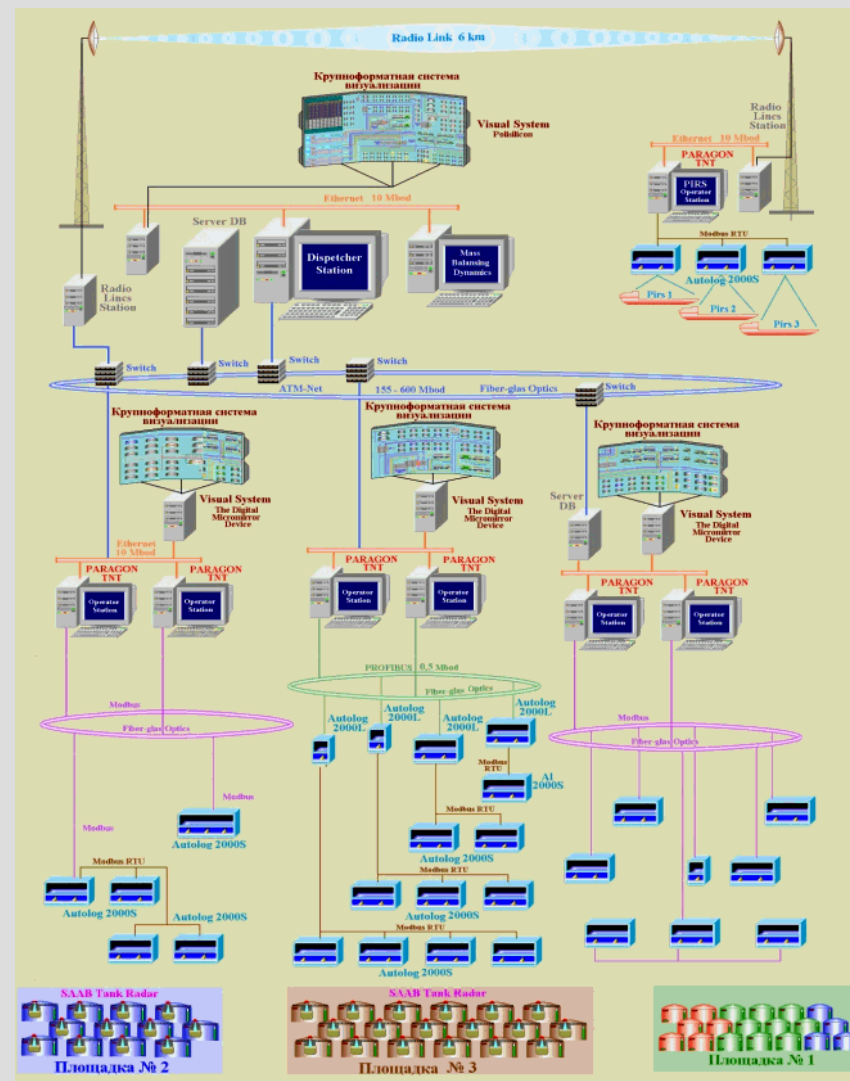 Radio Link 6 km
Крупноформатная система
визуализации
Visual System
Polisilicon
Radio
Lincs
Station
Ethernet 10 Mbod
PARAGON
TNT
PIRS
Operator
Station
Modbus RTU
Autolog 2000S
Pirs 1
Pirs 2
Pirs 3
Ethernet 10 Mbod
Server DB
Dispetcher
Station
Mass
Balansing
Dynamics
Radio
Lincs
Station
Switch
Switch
Switch
Switch
Switch
ATM-Net
155 - 600 Mbod
Fiber-glas Optics
Крупноформатная система
визуализации
Visual System
The Digital
Micromirror
Device
Ethernet
10 Mbod
PARAGON
TNT
PARAGON
TNT
Operator
Station
Operator
Station
Крупноформатная система
визуализации
Visual System
The Digital
Micromirror
Device
PARAGON
TNT
PARAGON
TNT
Operator
Station
Operator
Station
Крупноформатная система
визуализации
Server
DB
Visual System
The Digital
Micromirror
Device
PARAGON
TNT
PARAGON
TNT
Operator
Station
Operator
Station
Modbus
Fiber-glas Optics
Modbus
Modbus
Autolog 2000S
Modbus RTU
Autolog 2000S
Autolog 2000S
PROFIBUS 0,5 Mbod
Fiber-glas Optics
Autolog
2000L
Autolog
2000L
Autolog
2000L
Autolog
2000L
Modbus
RTU
Al
2000S
Modbus RTU
Autolog 2000S
Modbus RTU
Autolog 2000S
Modbus RTU
Autolog 2000S
Modbus
Fiber-glas Optics
SAAB Tank Radar
Площадка № 2
SAAB Tank Radar
Площадка № 3
Площадка № 1